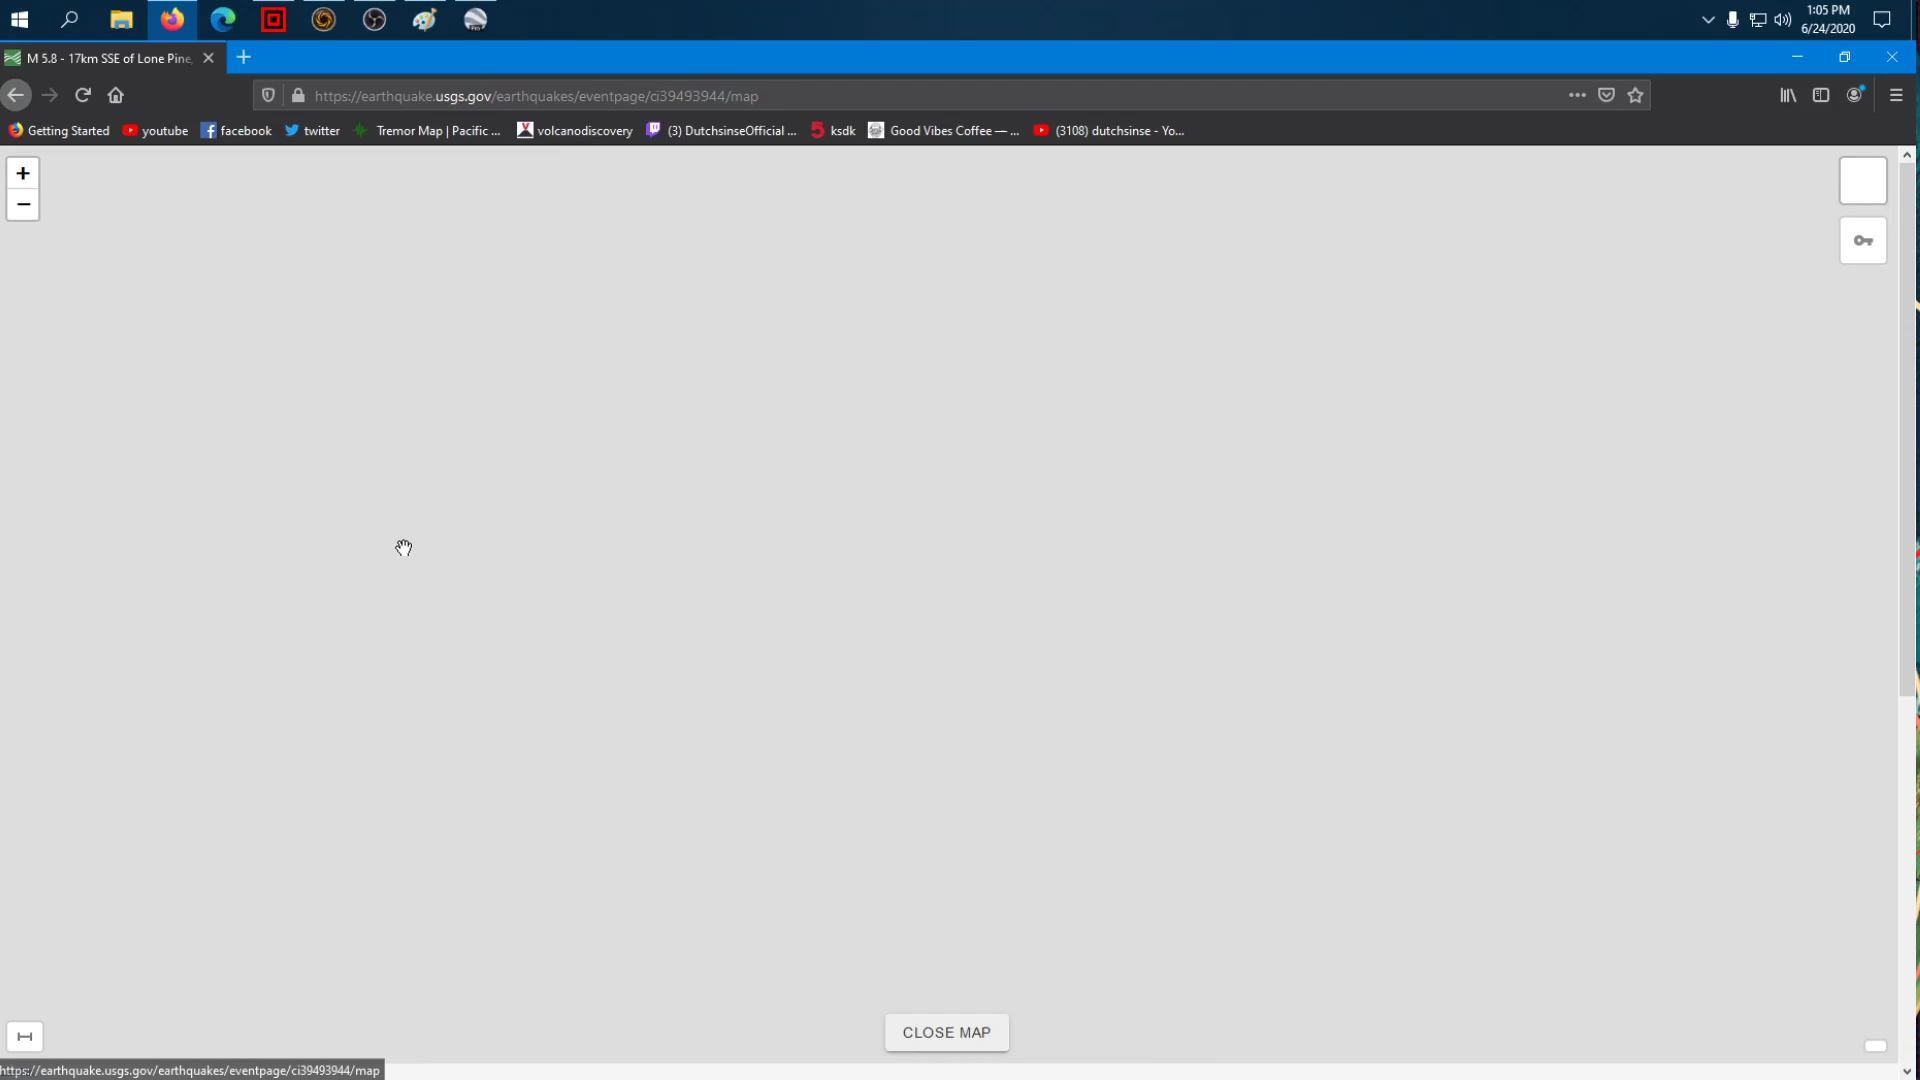 1:05 PM
6/24/2020
M 5.8 - 17km SSE of Lone Pine,
https://earthquake.usgs.gov/earthquakes/eventpage/ci39493944/map
Getting Started youtube facebook twitter Tremor Map | Pacific ... volcanodiscovery (3) DutchsinseOfficial ... ksdk Good Vibes Coffee — ... (3108) dutchsinse - Yo...
+
−
CLOSE MAP
https://earthquake.usgs.gov/earthquakes/eventpage/ci39493944/map